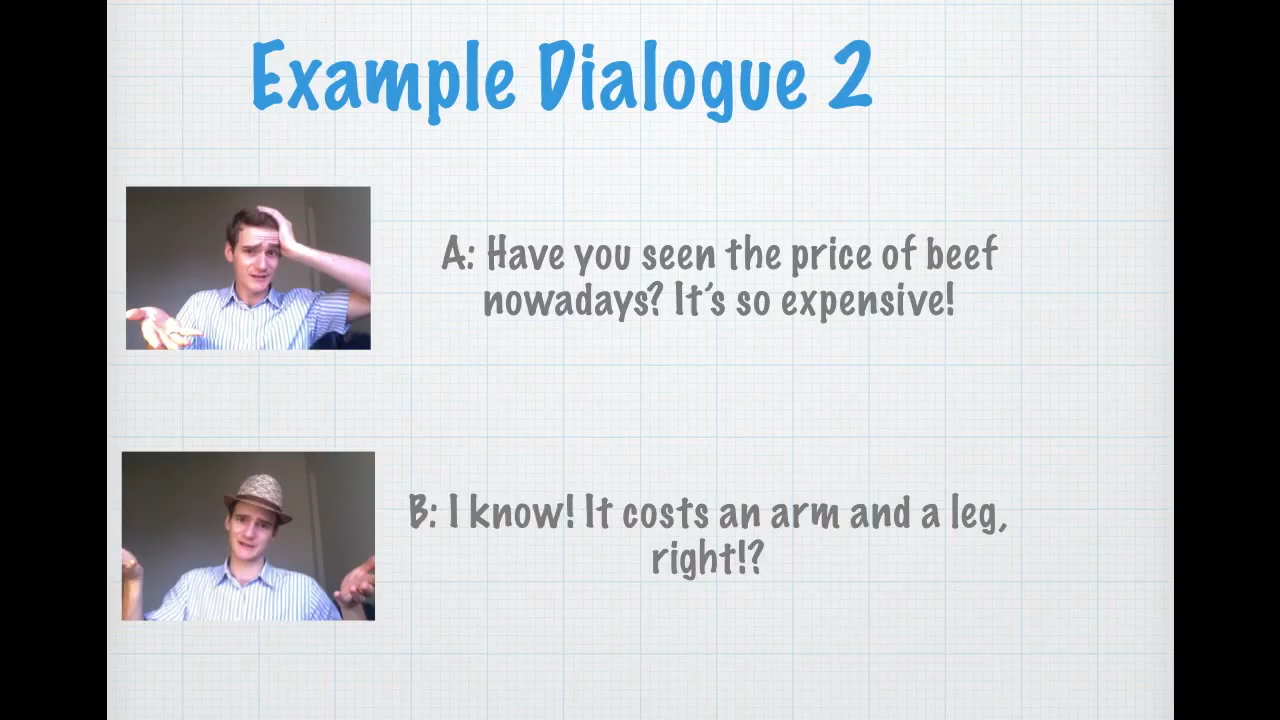 Example Dialogue 2
A: Have you seen the price of beef
nowadays? It's so expensive!
B: I know! It costs an arm and a leg,
right!?